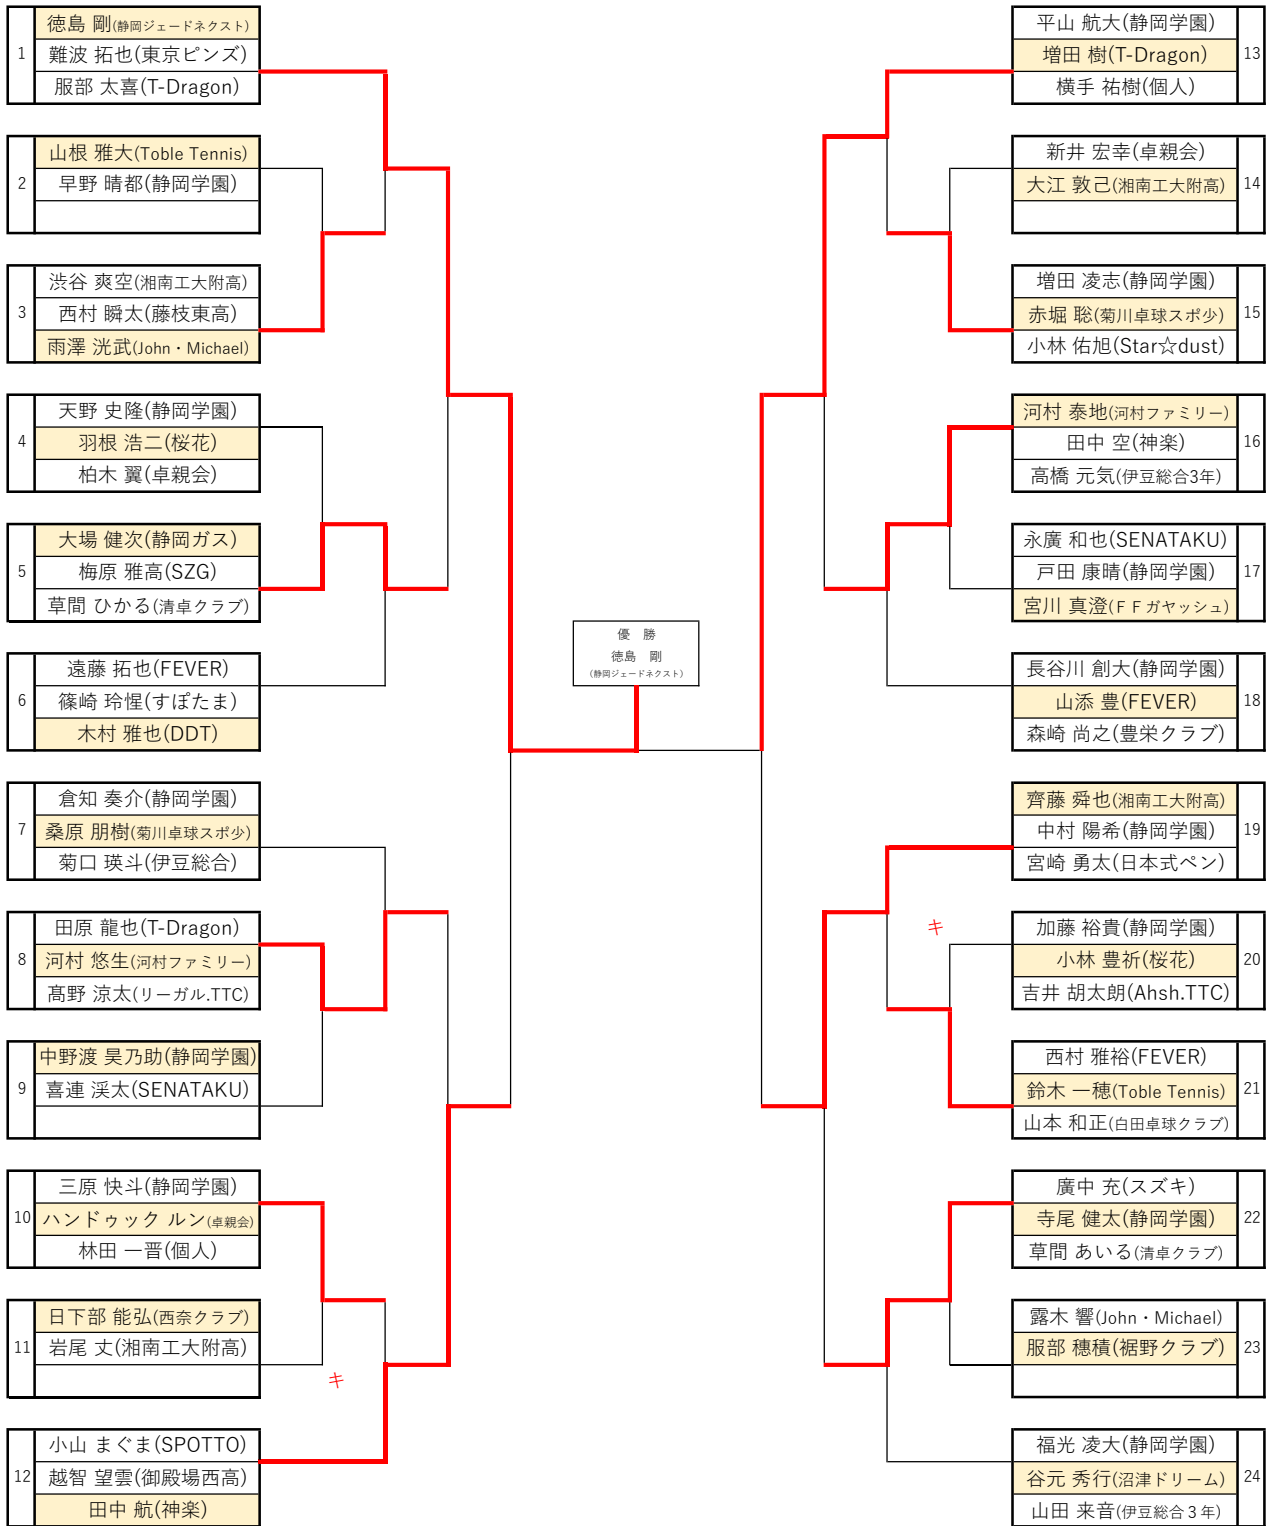 1
徳島 剛(静岡ジェードネクスト)
難波 拓也(東京ピンズ)
服部 太喜(T-Dragon)
2
山根 雅大(Toble Tennis)
早野 晴都(静岡学園)
3
渋谷 爽空(湘南工大附高)
西村 瞬太(藤枝東高)
雨澤 洸武(John・Michael)
4
天野 史隆(静岡学園)
羽根 浩二(桜花)
柏木 翼(卓親会)
5
大場 健次(静岡ガス)
梅原 雅高(SZG)
草間 ひかる(清卓クラブ)
6
遠藤 拓也(FEVER)
篠崎 玲惺(すぽたま)
木村 雅也(DDT)
7
倉知 奏介(静岡学園)
桑原 朋樹(菊川卓球スポ少)
菊口 瑛斗(伊豆総合)
8
田原 龍也(T-Dragon)
河村 悠生(河村ファミリー)
髙野 涼太(リーガル.TTC)
9
中野渡 昊乃助(静岡学園)
喜連 渓太(SENATAKU)
10
三原 快斗(静岡学園)
ハンドゥック ルン(卓親会)
林田 一晋(個人)
11
日下部 能弘(西奈クラブ)
岩尾 丈(湘南工大附高)
キ
12
小山 まぐま(SPOTTO)
越智 望雲(御殿場西高)
田中 航(神楽)
優 勝
徳島 剛
(静岡ジェードネクスト)
平山 航大(静岡学園)
増田 樹(T-Dragon)
横手 祐樹(個人)
13
新井 宏幸(卓親会)
大江 敦己(湘南工大附高)
14
増田 凌志(静岡学園)
赤堀 聡(菊川卓球スポ少)
小林 佑旭(Star☆dust)
15
河村 泰地(河村ファミリー)
田中 空(神楽)
高橋 元気(伊豆総合3年)
16
永廣 和也(SENATAKU)
戸田 康晴(静岡学園)
宮川 真澄(ＦＦガヤッシュ)
17
長谷川 創大(静岡学園)
山添 豊(FEVER)
森崎 尚之(豊栄クラブ)
18
齊藤 舜也(湘南工大附高)
中村 陽希(静岡学園)
宮崎 勇太(日本式ペン)
19
キ
加藤 裕貴(静岡学園)
小林 豊祈(桜花)
吉井 胡太朗(Ahsh.TTC)
20
西村 雅裕(FEVER)
鈴木 一穂(Toble Tennis)
山本 和正(白田卓球クラブ)
21
廣中 充(スズキ)
寺尾 健太(静岡学園)
草間 あいる(清卓クラブ)
22
露木 響(John・Michael)
服部 穂積(裾野クラブ)
23
福光 凌大(静岡学園)
谷元 秀行(沼津ドリーム)
山田 来音(伊豆総合３年)
24